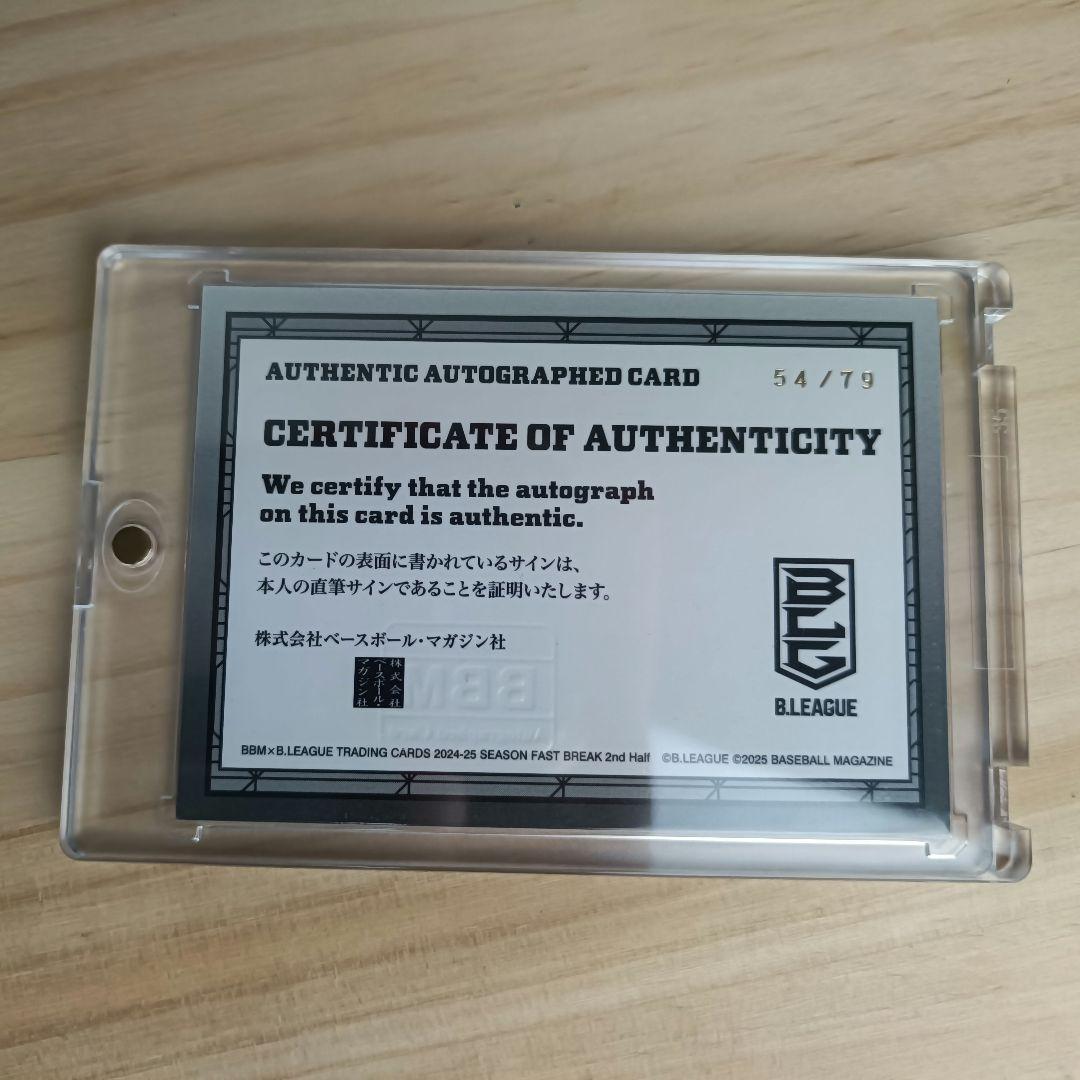 AUTHENTIC AUTOGRAPHED CARD
54/79
CERTIFICATE OF AUTHENTICITY
We certify that the autograph
on this card is authentic.
このカードの表面に書かれているサインは、
本人の直筆サインであることを証明いたします。
株式会社ベースボール・マガジン社
株式会社
ベースボール・
マガジン社
BBM
BLG
B.LEAGUE
BBM×B.LEAGUE TRADING CARDS 2024-25 SEASON FAST BREAK 2nd Half ©B.LEAGUE ©2025 BASEBALL MAGAZINE